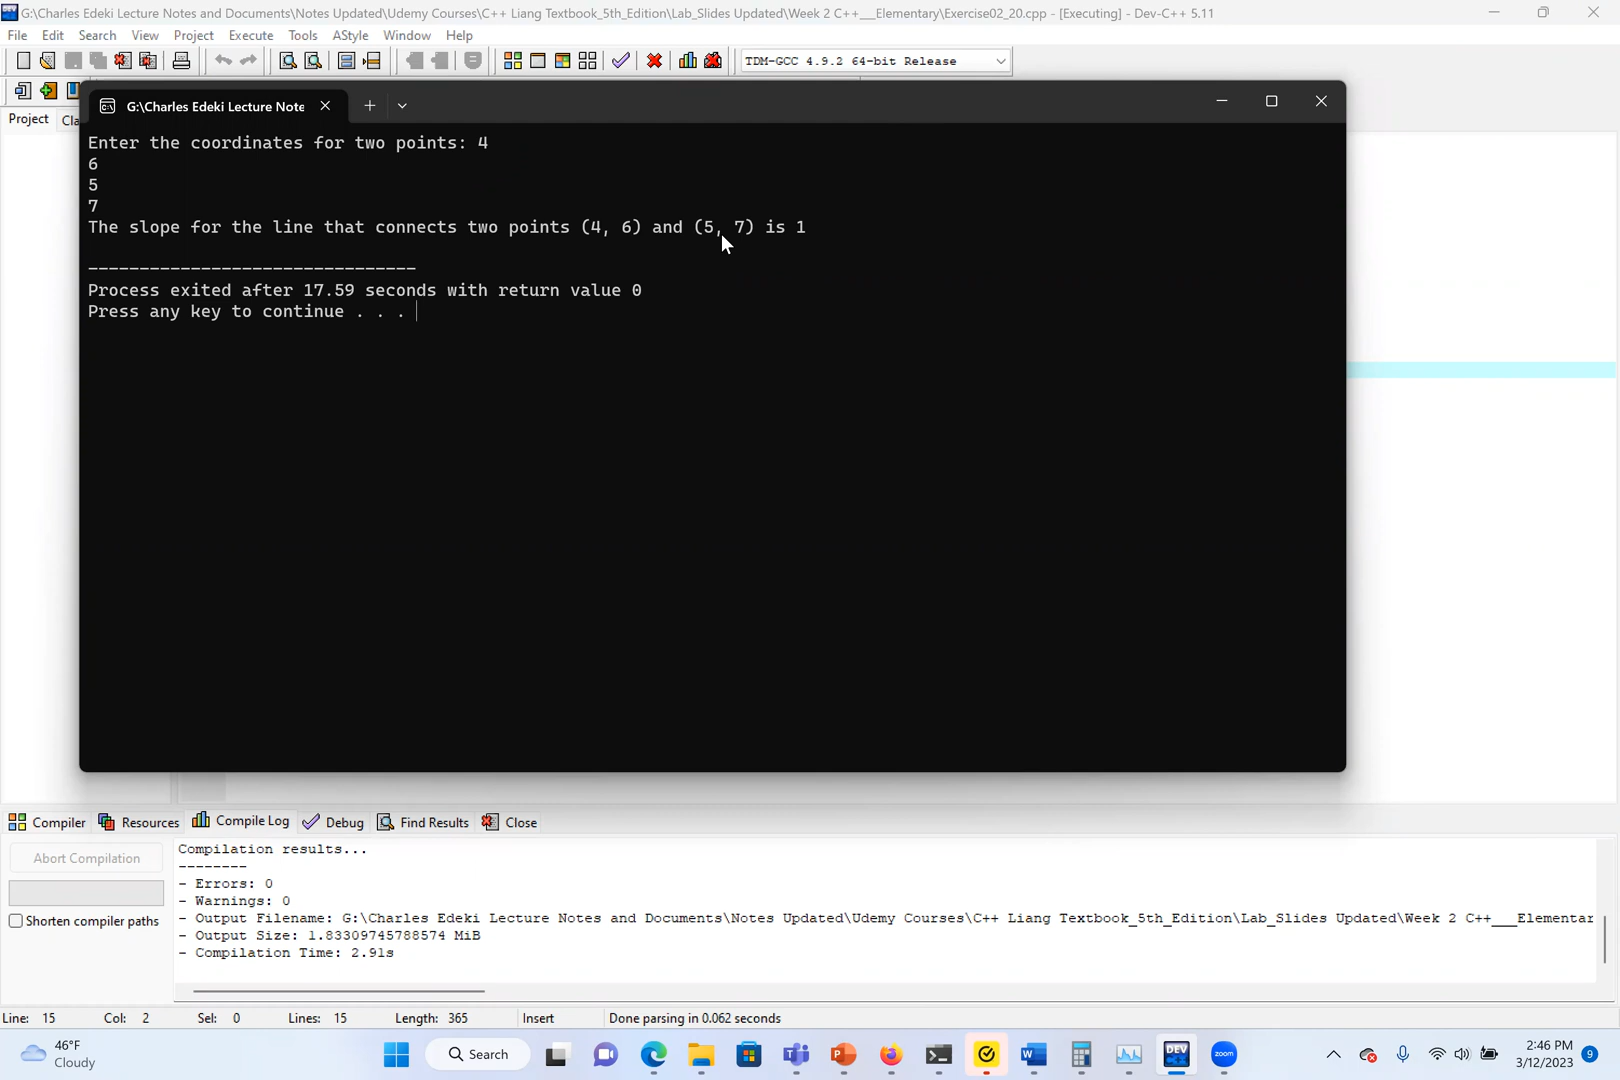 G:\Charles Edeki Lecture Notes and Documents\Notes Updated\Udemy Courses\C++ Liang Textbook_5th_Edition\Lab_Slides Updated\Week 2 C++___Elementary\Exercise02_20.cpp - [Executing] - Dev-C++ 5.11
File Edit Search View Project Execute Tools AStyle Window Help
TDM-GCC 4.9.2 64-bit Release
Project Cla
G:\Charles Edeki Lecture Note
Enter the coordinates for two points: 4
6
5
7
The slope for the line that connects two points (4, 6) and (5, 7) is 1
--------------------------------
Process exited after 17.59 seconds with return value 0
Press any key to continue . . .
Compiler Resources Compile Log Debug Find Results Close
Abort Compilation
Shorten compiler paths
Compilation results...
--------
- Errors: 0
- Warnings: 0
- Output Filename: G:\Charles Edeki Lecture Notes and Documents\Notes Updated\Udemy Courses\C++ Liang Textbook_5th_Edition\Lab_Slides Updated\Week 2 C++___Elementar
- Output Size: 1.83309745788574 MiB
- Compilation Time: 2.91s
Line: 15 Col: 2 Sel: 0 Lines: 15 Length: 365 Insert Done parsing in 0.062 seconds
46°F
Cloudy
Search
DEV
zoom
2:46 PM
3/12/2023
9